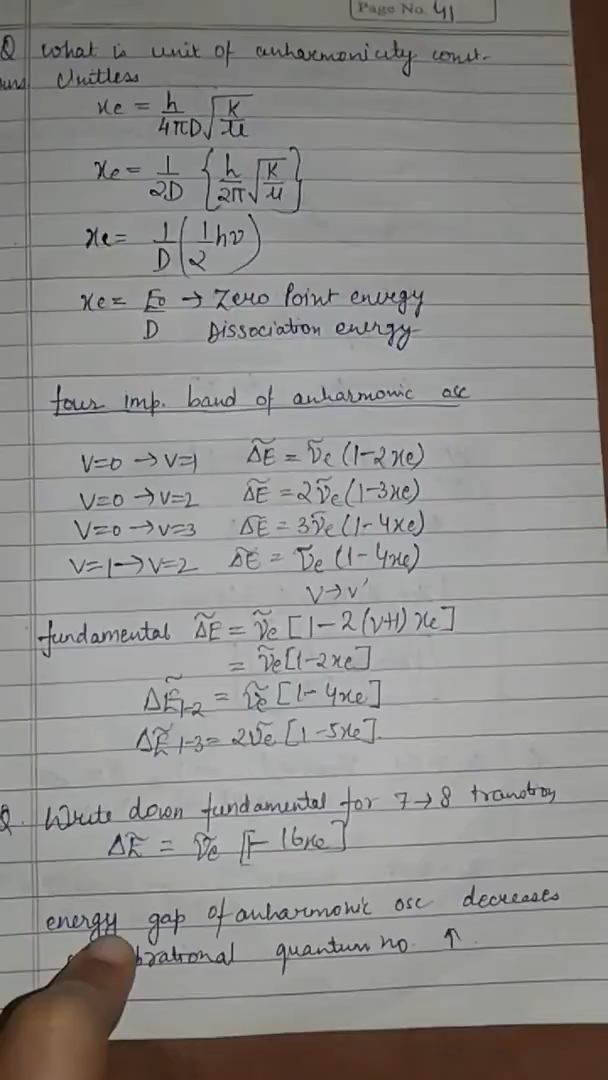 Page No. 41
Q What is unit of anharmonicity const.
ans Unitless
xe = h/4πD √K/μ
xe = 1/2D {h/2π √K/μ}
xe = 1/D (1/2 hν)
xe = E₀ → Zero Point energy
D Dissociation energy
four imp. band of anharmonic osc
V=0 → V=1 ΔẼ = ν̃e (1-2xe)
V=0 → V=2 ΔẼ = 2ν̃e (1-3xe)
V=0 → V=3 ΔẼ = 3ν̃e (1-4xe)
V=1 → V=2 ΔẼ = ν̃e (1-4xe)
V → V'
fundamental ΔẼ = ν̃e [1-2(V+1)xe]
= ν̃e [1-2xe]
ΔẼ1-2 = ν̃e [1-4xe]
ΔẼ1-3 = 2ν̃e [1-5xe]
Q. Write down fundamental for 7 → 8
ΔẼ = ν̃e [1-16xe]
energy gap of anharmonic osc decreases
quantum no. ↑